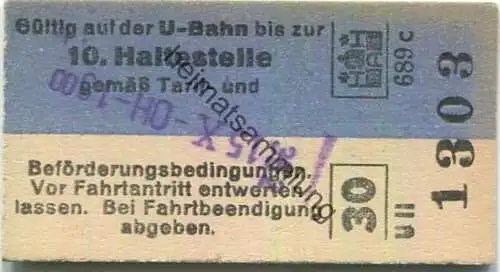 Gültig auf der U-Bahn bis zur
10. Haltestelle
gemäß Tarif und
Beförderungsbedingungen.
Vor Fahrtantritt entwerten
lassen. Bei Fahrtbeendigung
abgeben.
689 c
30
U II
1303
heimatsammlung